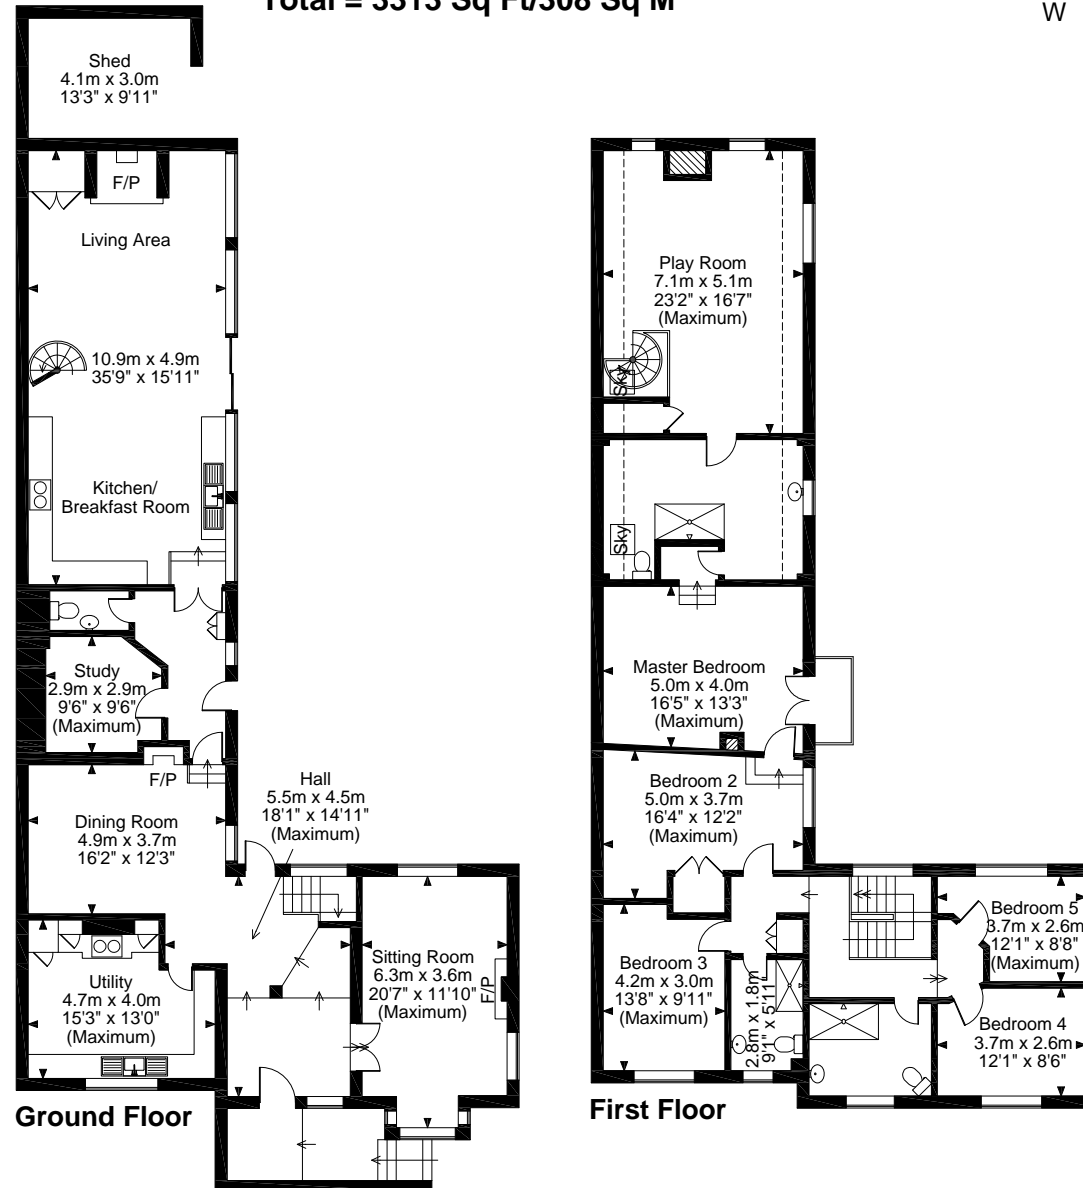 Total = 3313 Sq Ft/308 Sq M
W
Shed
4.1m x 3.0m
13'3" x 9'11"
F/P
Living Area
10.9m x 4.9m
35'9" x 15'11"
Kitchen/
Breakfast Room
Study
2.9m x 2.9m
9'6" x 9'6"
(Maximum)
F/P
Dining Room
4.9m x 3.7m
16'2" x 12'3"
Hall
5.5m x 4.5m
18'1" x 14'11"
(Maximum)
Utility
4.7m x 4.0m
15'3" x 13'0"
(Maximum)
Sitting Room
6.3m x 3.6m
20'7" x 11'10"
(Maximum)
F/P
Ground Floor
Play Room
7.1m x 5.1m
23'2" x 16'7"
(Maximum)
Sky
Sky
Master Bedroom
5.0m x 4.0m
16'5" x 13'3"
(Maximum)
Bedroom 2
5.0m x 3.7m
16'4" x 12'2"
(Maximum)
Bedroom 3
4.2m x 3.0m
13'8" x 9'11"
(Maximum)
2.8m x 1.8m
9'1" x 5'11"
Bedroom 5
3.7m x 2.6m
12'1" x 8'8"
(Maximum)
Bedroom 4
3.7m x 2.6m
12'1" x 8'6"
First Floor